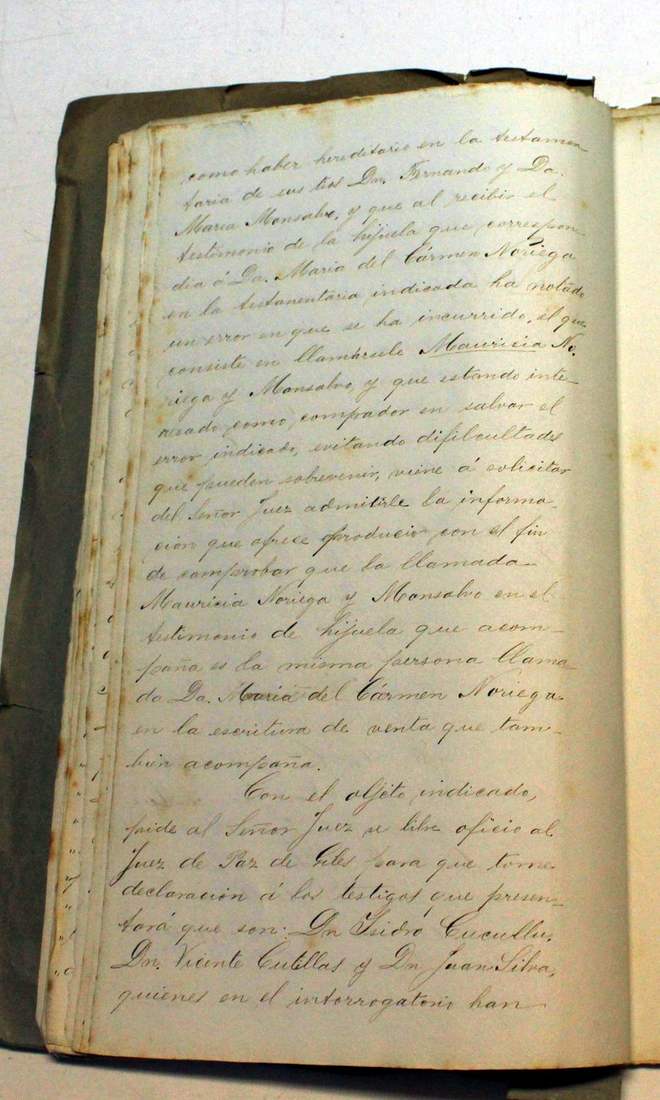 como haber hereditario en la testamen-
taria de sus tios Dn. Fernando y Da.
Maria Monsalvo, y que al recibir el
testimonio de la hijuela que correspon-
dia á Da. Maria del Cármen Noriega
en la testamentaria indicada ha notado
un error en que se ha incurrido, el que
consiste en llamársele Mauricia No-
riega y Monsalvo, y que estando inte-
resado como comprador en salvar el
error indicado, evitando dificultades
que puedan sobrevenir, viene á solicitar
del Señor Juez admitirle la informa-
cion que ofrece producir con el fin
de comprobar que la llamada
Mauricia Noriega y Monsalvo en el
testimonio de hijuela que acom-
paña es la misma persona llama-
da Da. Maria del Cármen Noriega
en la escritura de venta que tam-
bien acompaña.
Con el objeto indicado,
pide al Señor Juez se libre oficio al
Juez de Paz de Giles para que tome
declaracion á los testigos que presen-
tará que son: Dn Isidro Cucullu,
Dn. Vicente Cutillas y Dn Juan Silva,
quienes en el interrogatorio han